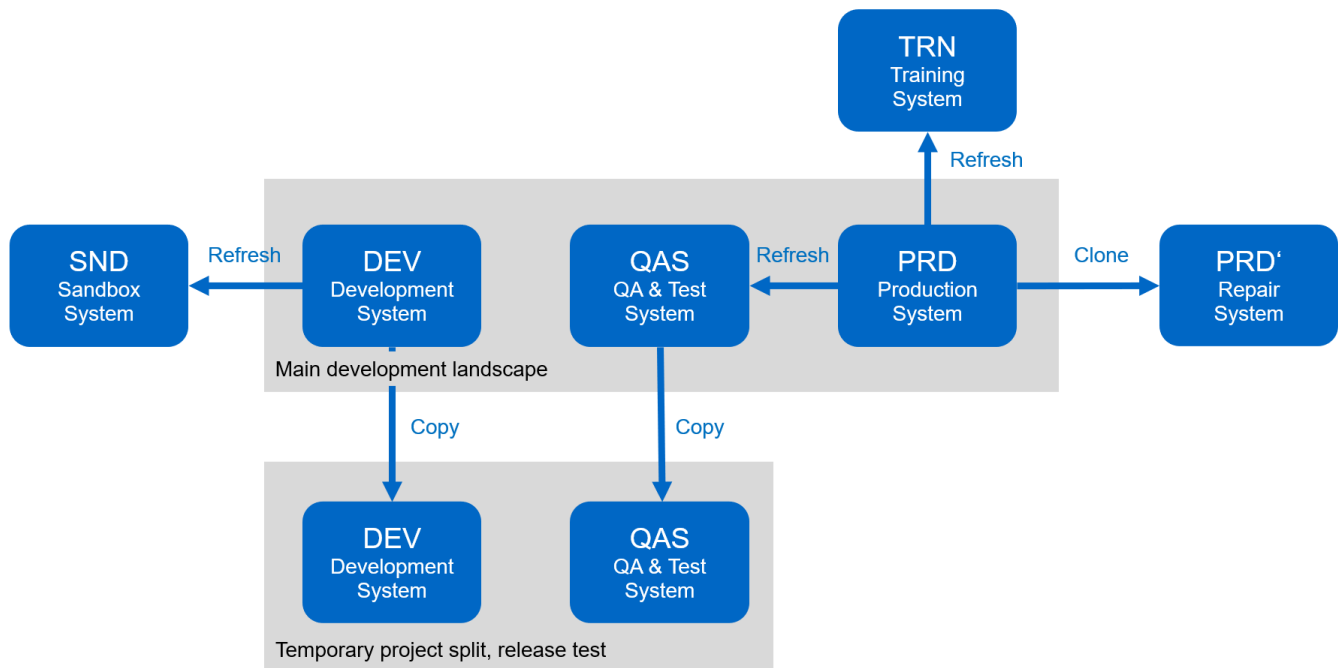 TRN
Training
System
Refresh
SND
Sandbox
System
Refresh
DEV
Development
System
QAS
QA & Test
System
Refresh
PRD
Production
System
Clone
PRD‘
Repair
System
Main development landscape
Copy
Copy
DEV
Development
System
QAS
QA & Test
System
Temporary project split, release test